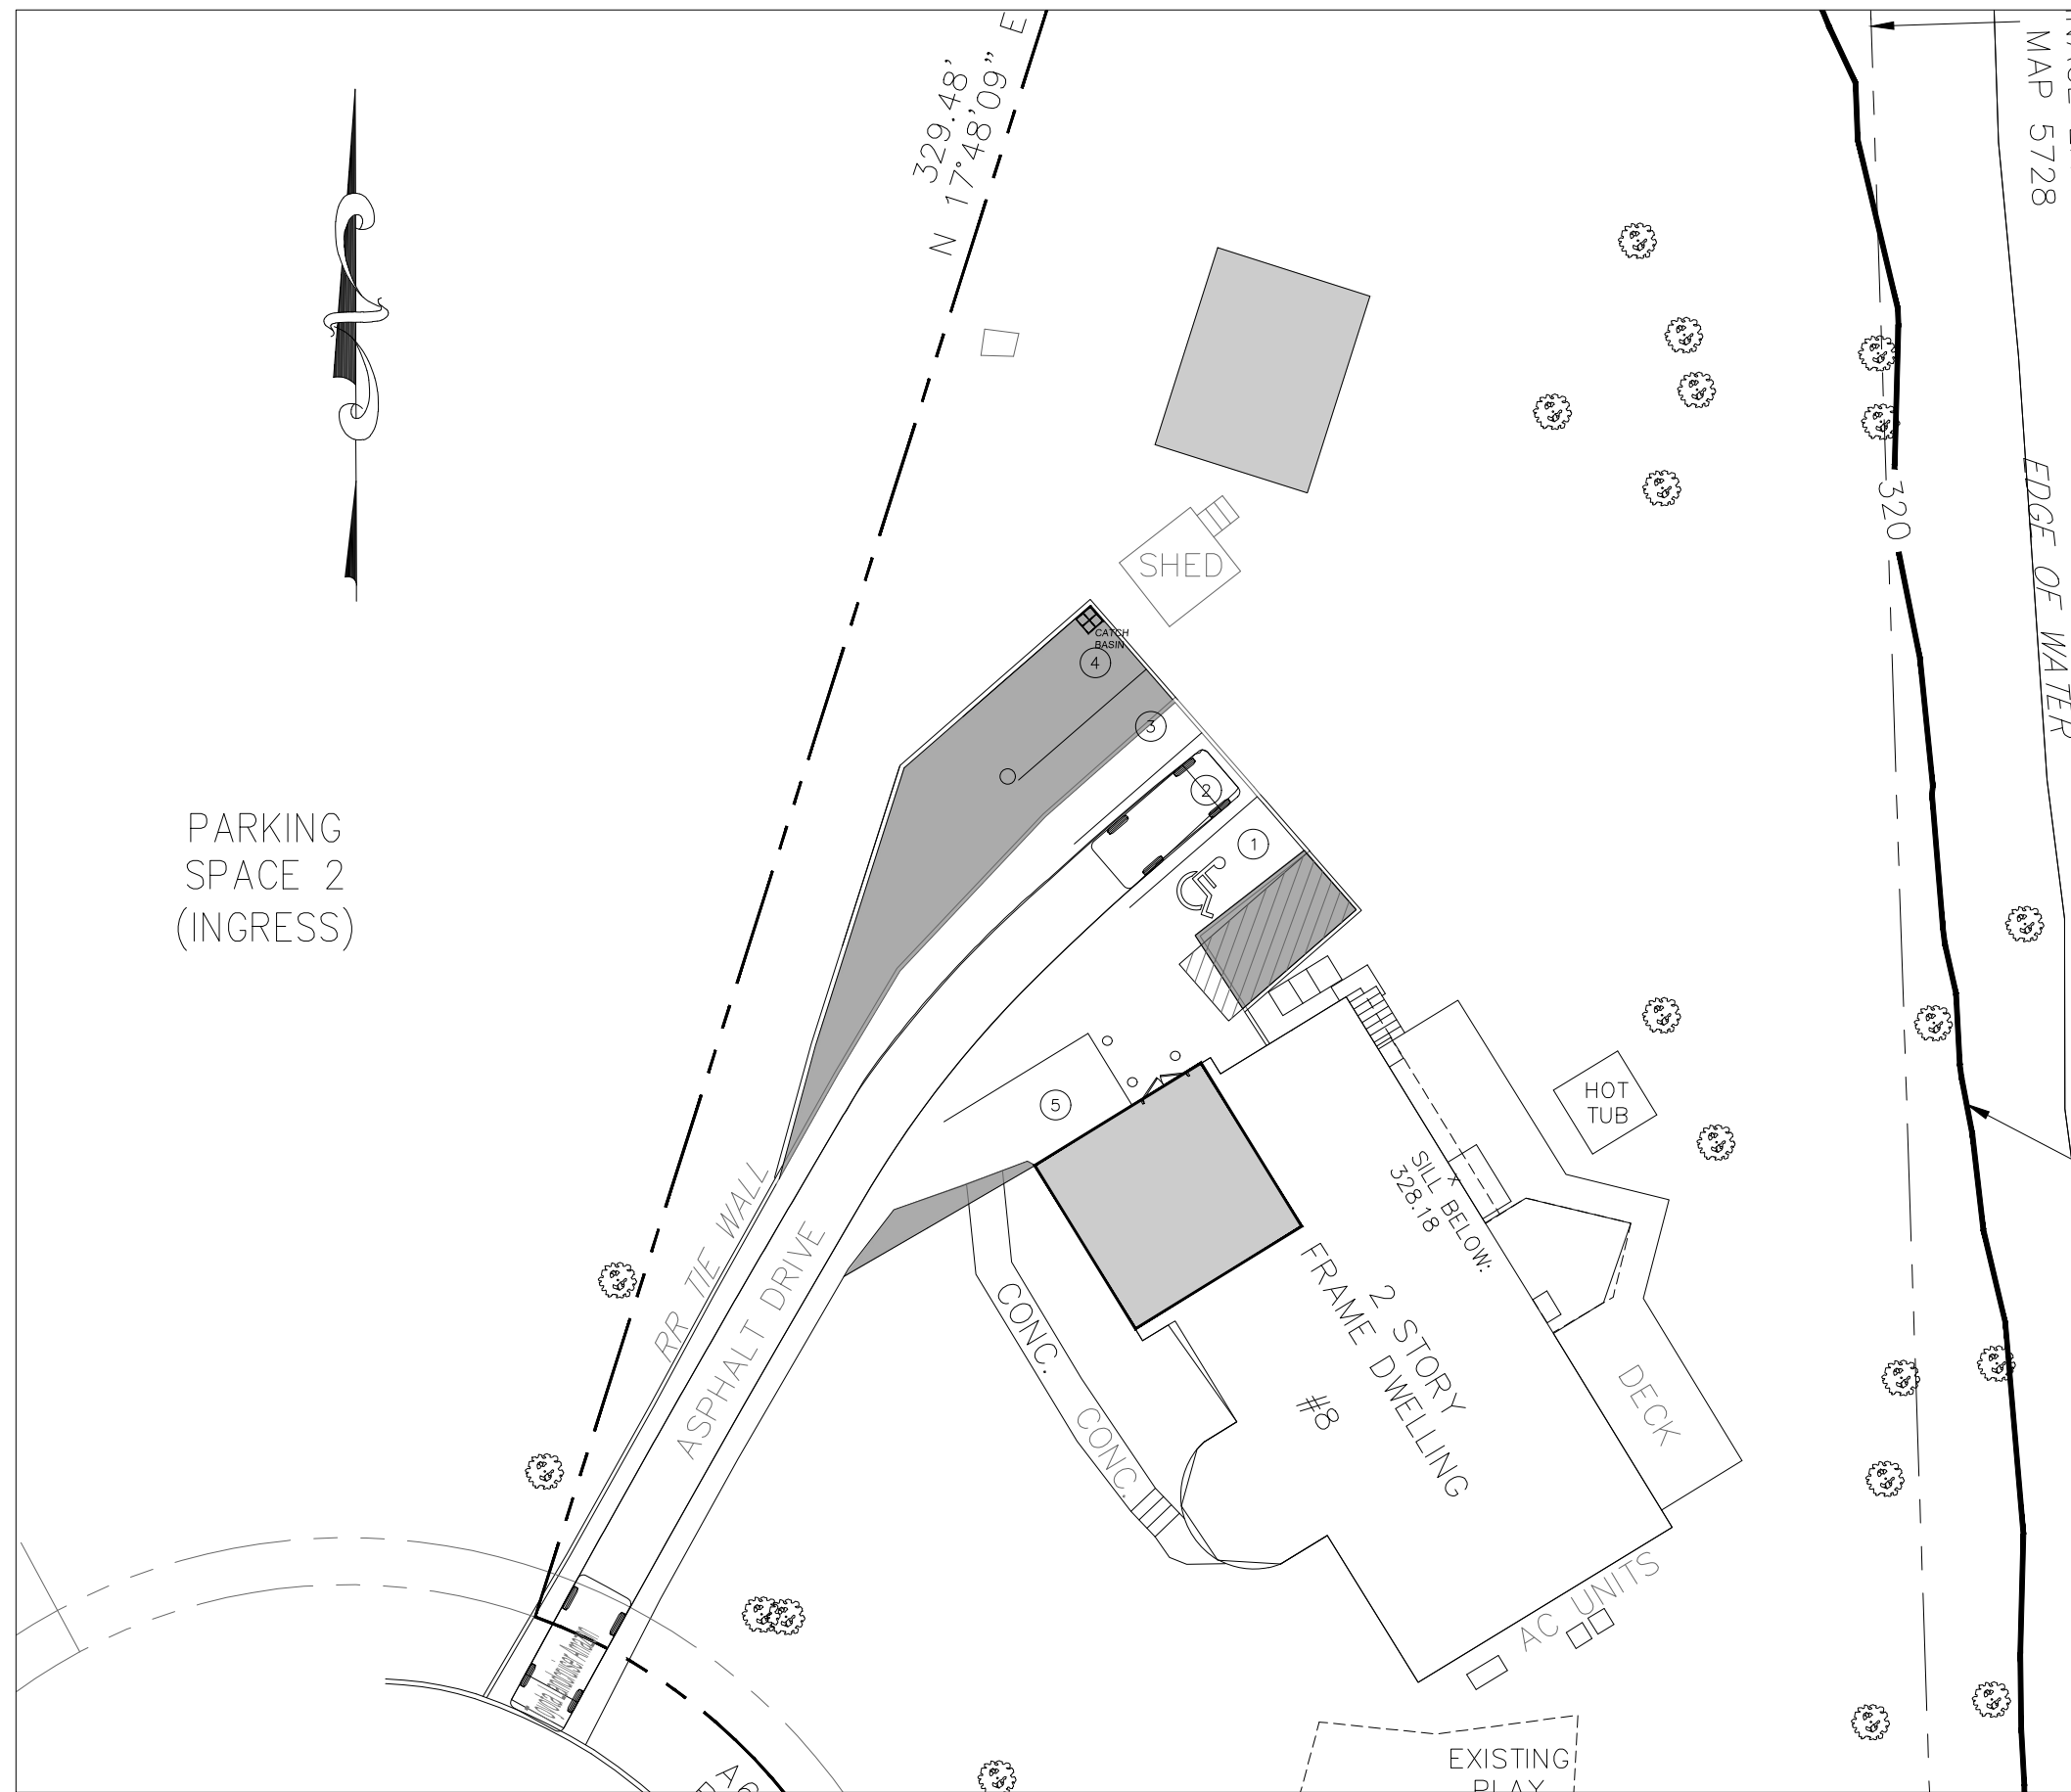 329.48'
N 17°48'09" E
MAP 5728
320
EDGE OF WATER
SHED
CATCH
BASIN
4
3
2
1
5
PARKING
SPACE 2
(INGRESS)
HOT
TUB
SILL BELOW:
328.18
RR TIE WALL
ASPHALT DRIVE
CONC.
CONC.
2 STORY
FRAME DWELLING
#8
DECK
AC UNITS
EXISTING
PLAY